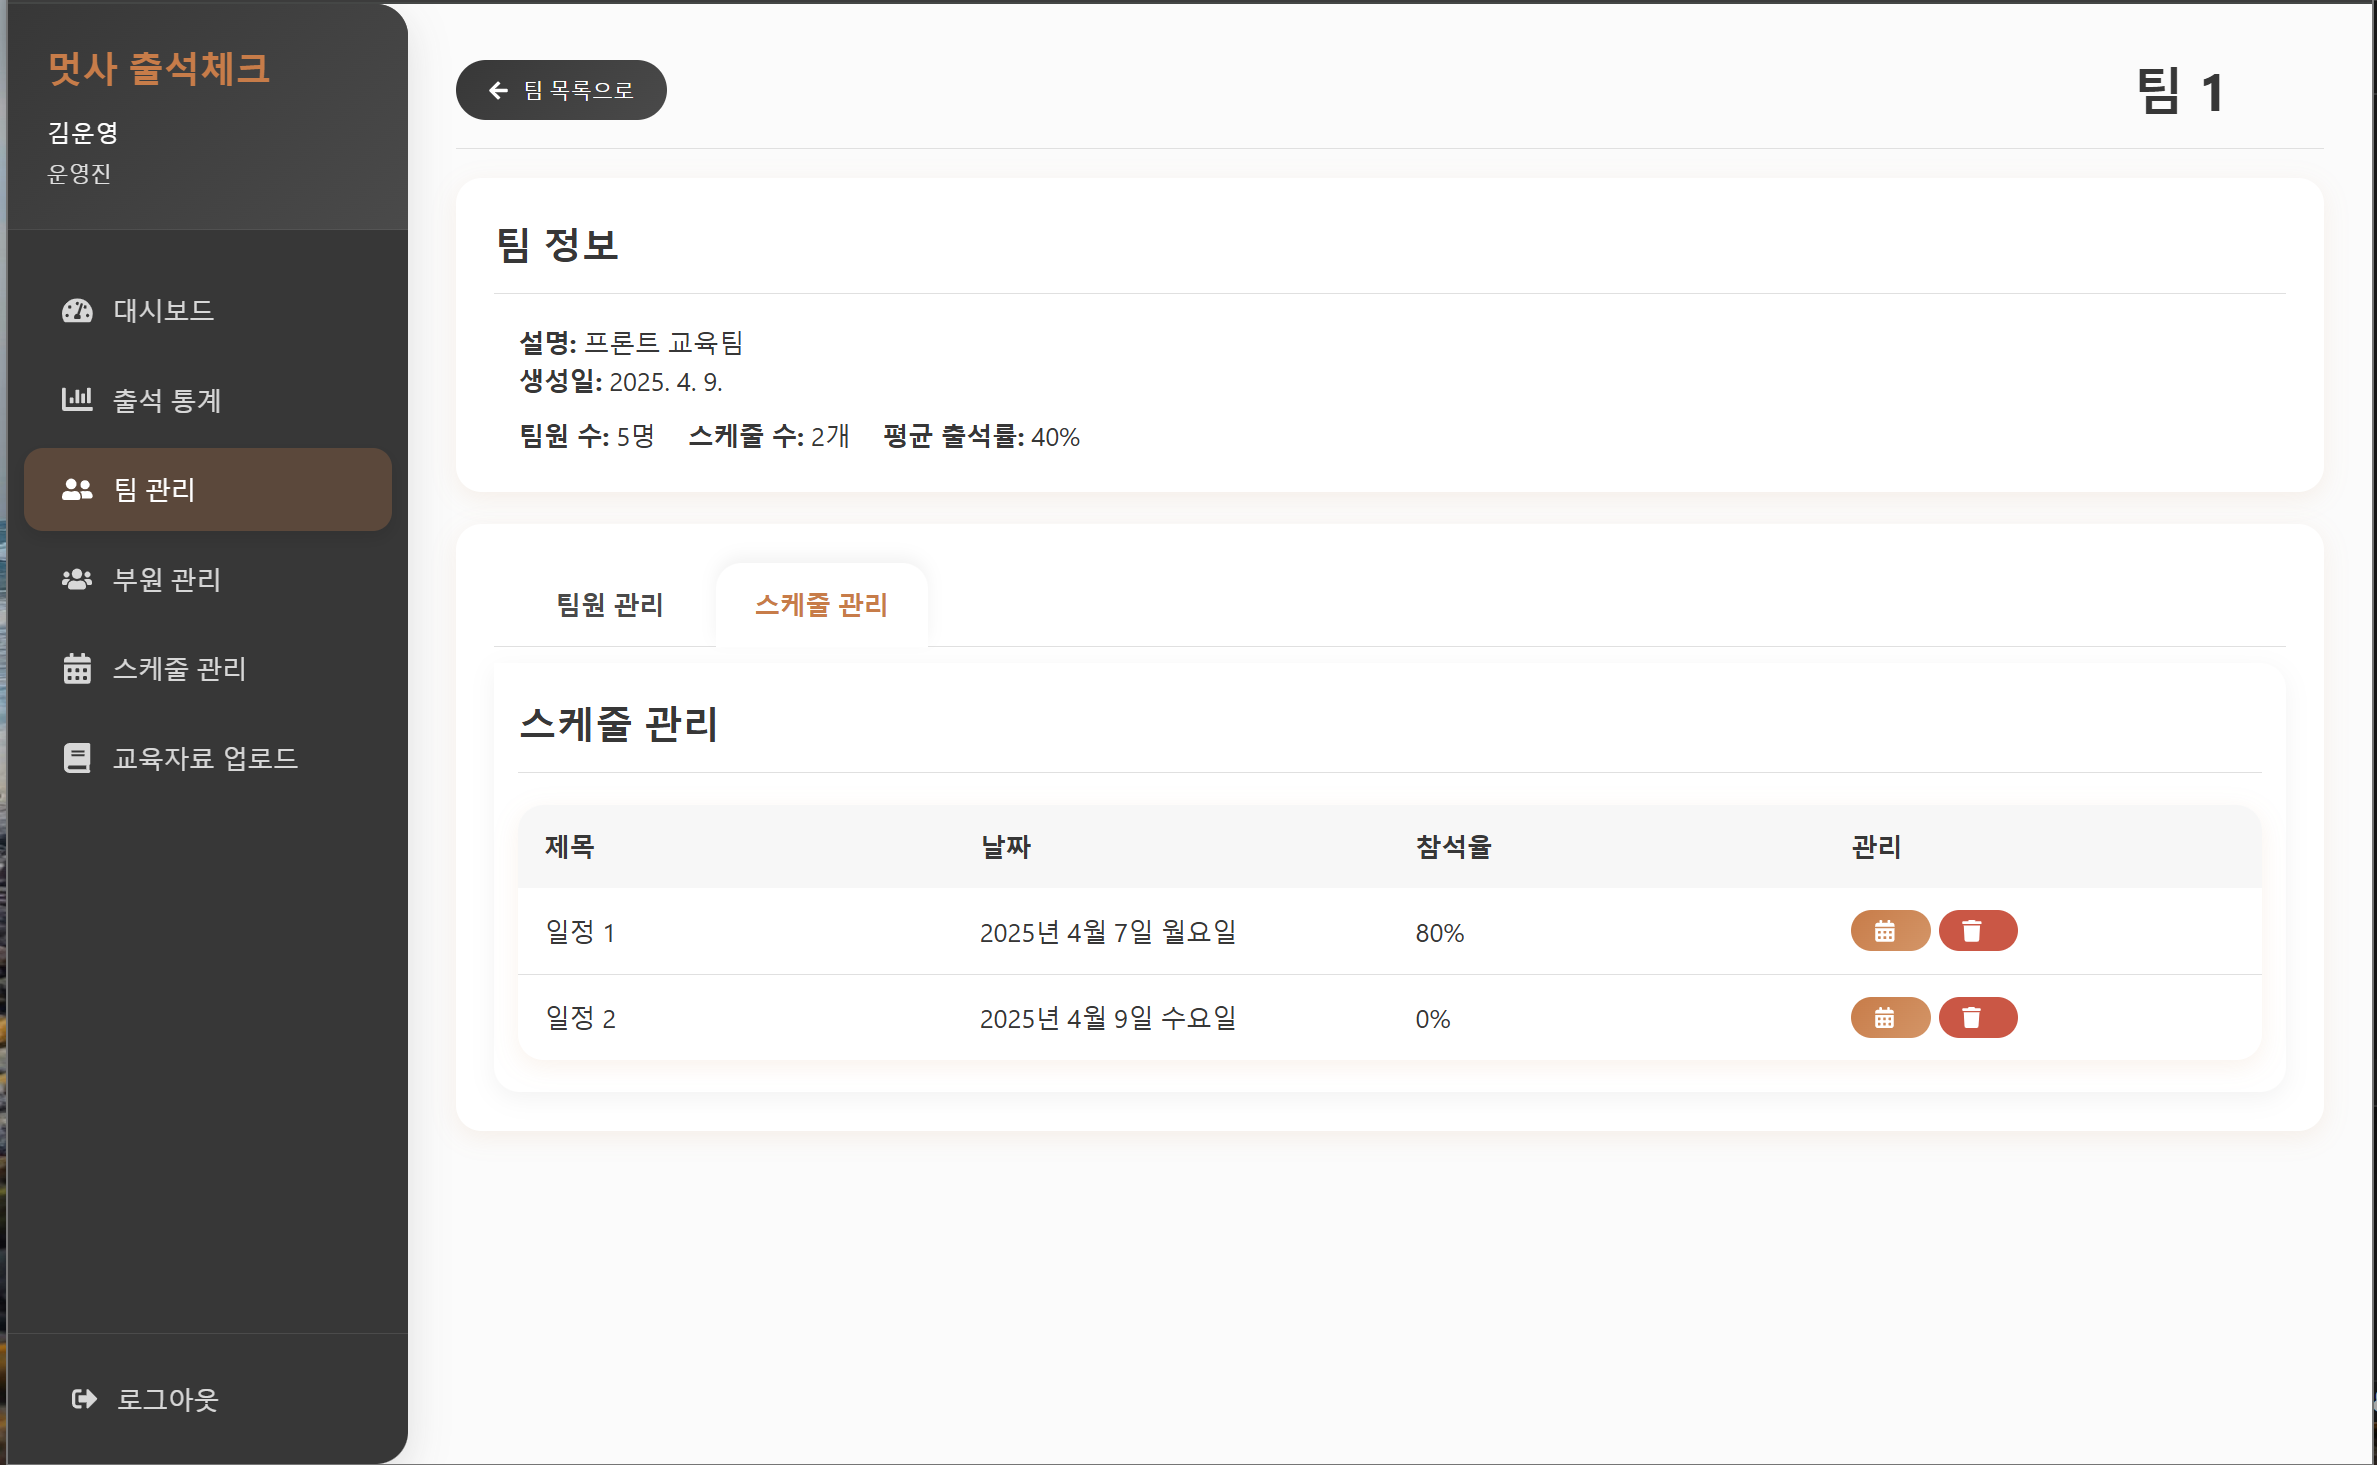 멋사 출석체크
김운영
운영진
대시보드
출석 통계
팀 관리
부원 관리
스케줄 관리
교육자료 업로드
로그아웃
팀 목록으로
팀 1
팀 정보
설명: 프론트 교육팀
생성일: 2025. 4. 9.
팀원 수: 5명 스케줄 수: 2개 평균 출석률: 40%
팀원 관리 스케줄 관리
스케줄 관리
제목 날짜 참석율 관리
일정 1 2025년 4월 7일 월요일 80%
일정 2 2025년 4월 9일 수요일 0%